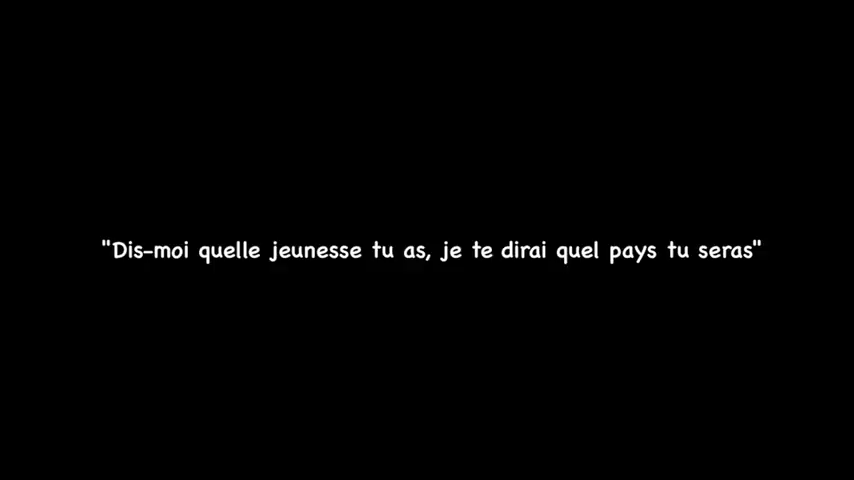 "Dis-moi quelle jeunesse tu as, je te dirai quel pays tu seras"